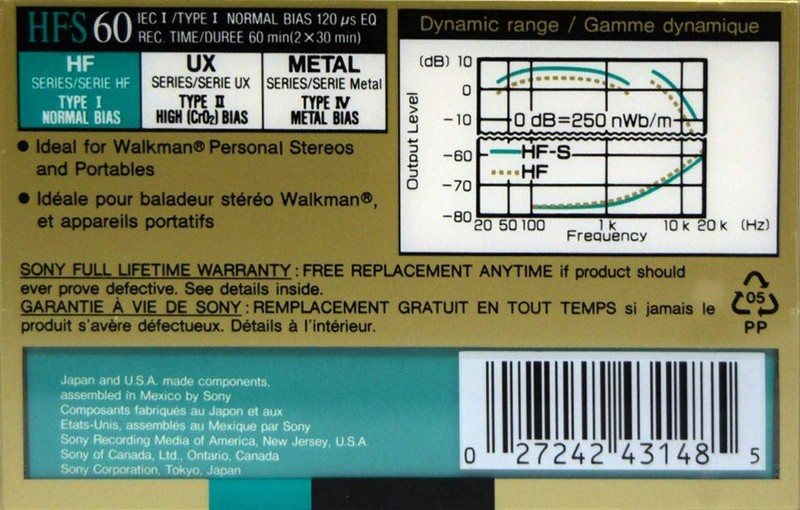 HF-S 60 IEC I/TYPE I NORMAL BIAS 120 µs EQ
REC. TIME/DUREE 60 min(2×30 min)
HF
SERIES/SERIE HF
TYPE I
NORMAL BIAS
UX
SERIES/SERIE UX
TYPE II
HIGH (CrO2) BIAS
METAL
SERIES/SERIE Metal
TYPE IV
METAL BIAS
● Ideal for Walkman® Personal Stereos
and Portables
● Idéale pour baladeur stéréo Walkman®,
et appareils portatifs
Dynamic range / Gamme dynamique
(dB) 10
0
−10
−60
−70
−80
Output Level
0 dB=250 nWb/m
HF-S
HF
20 50 100 1 k 10 k 20 k (Hz)
Frequency
SONY FULL LIFETIME WARRANTY : FREE REPLACEMENT ANYTIME if product should
ever prove defective. See details inside.
GARANTIE À VIE DE SONY : REMPLACEMENT GRATUIT EN TOUT TEMPS si jamais le
produit s'avère défectueux. Détails à l'intérieur.
05
PP
Japan and U.S.A. made components,
assembled in Mexico by Sony
Composants fabriqués au Japon et aux
Etats-Unis, assemblés au Mexique par Sony
Sony Recording Media of America, New Jersey, U.S.A.
Sony of Canada, Ltd., Ontario, Canada
Sony Corporation, Tokyo, Japan
0 27242 43148 5